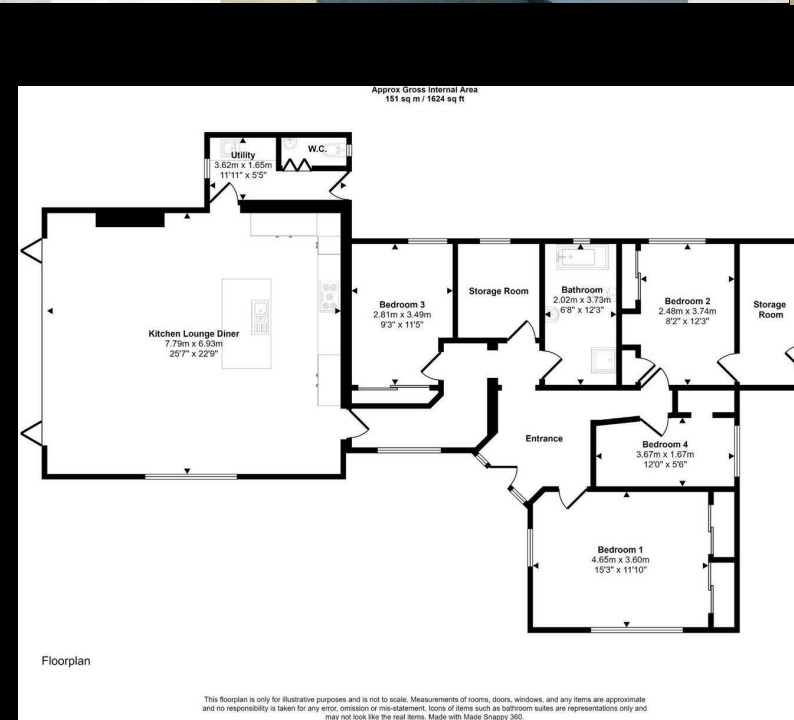 Approx Gross Internal Area
151 sq m / 1624 sq ft
W.C.
Utility
3.62m x 1.65m
11'11" x 5'5"
Bedroom 3
2.81m x 3.49m
9'3" x 11'5"
Storage Room
Bathroom
2.02m x 3.73m
6'8" x 12'3"
Bedroom 2
2.48m x 3.74m
8'2" x 12'3"
Storage
Room
Kitchen Lounge Diner
7.79m x 6.93m
25'7" x 22'9"
Entrance
Bedroom 4
3.67m x 1.67m
12'0" x 5'6"
Bedroom 1
4.65m x 3.60m
15'3" x 11'10"
Floorplan
This floorplan is only for illustrative purposes and is not to scale. Measurements of rooms, doors, windows, and any items are approximate
and no responsibility is taken for any error, omission or mis-statement. Icons of items such as bathroom suites are representations only and
may not look like the real items. Made with Made Snappy 360.